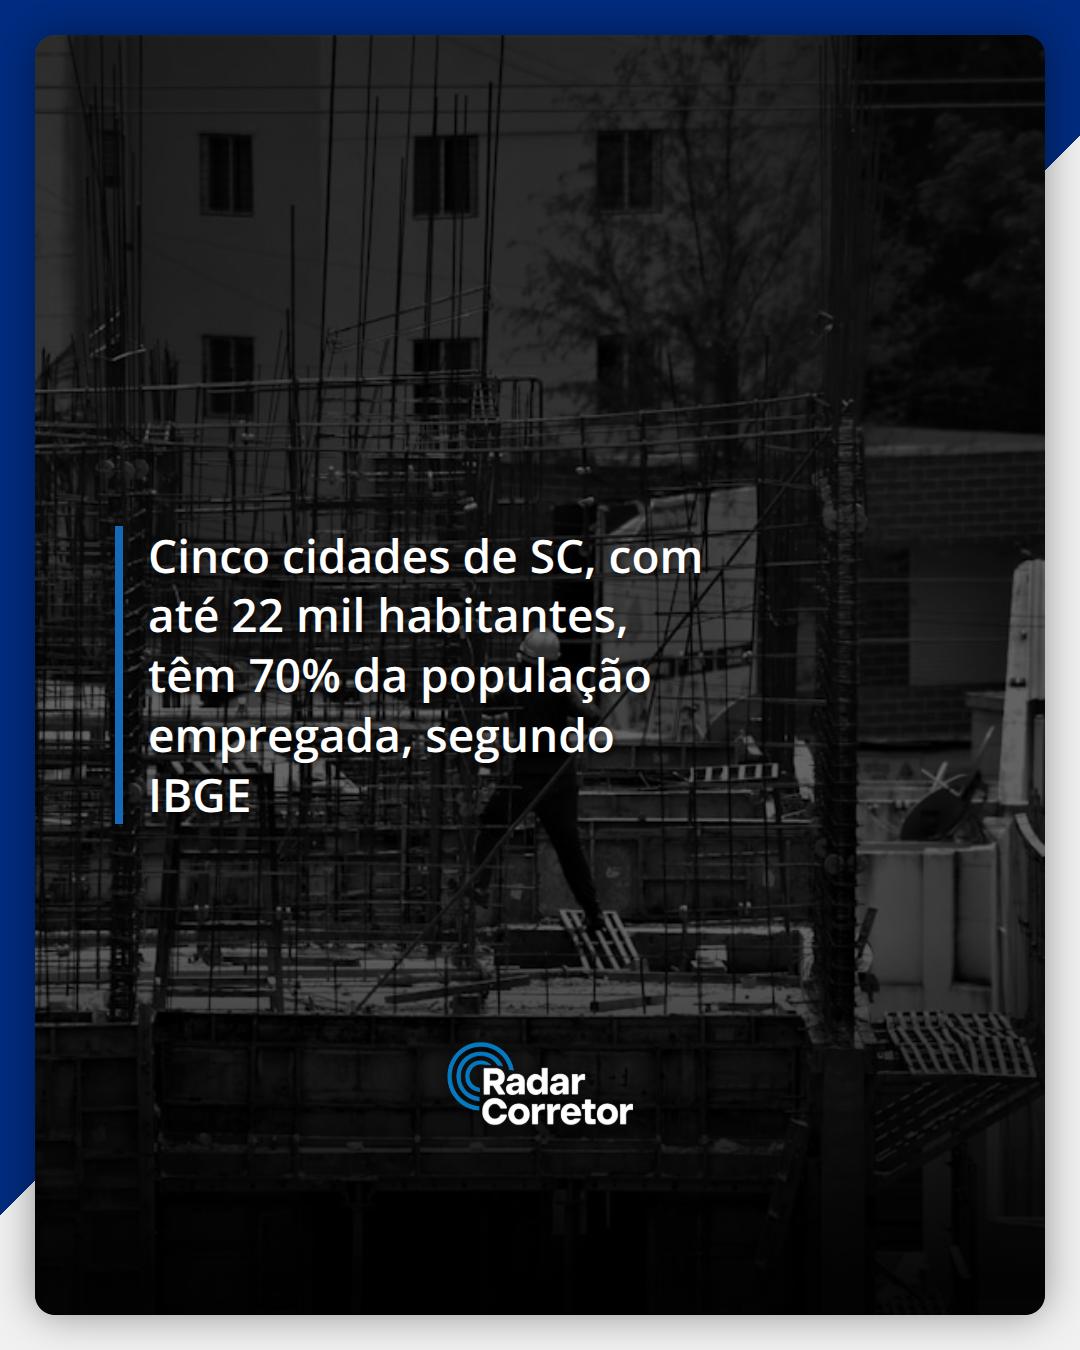 Cinco cidades de SC, com
até 22 mil habitantes,
têm 70% da população
empregada, segundo
IBGE
Radar
Corretor